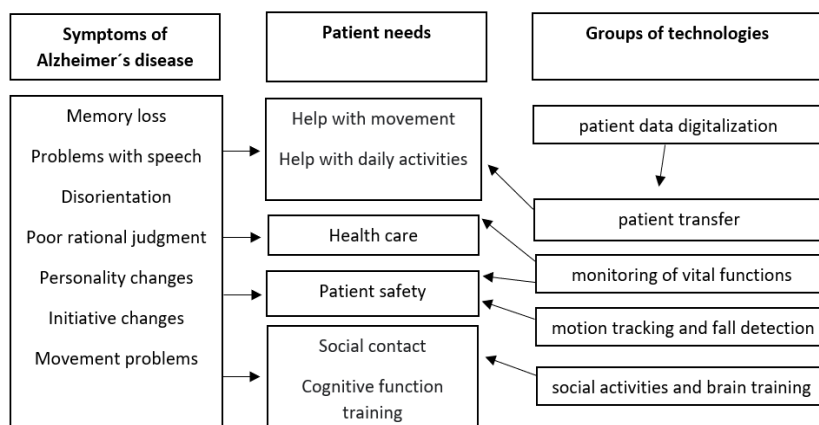 Symptoms of
Alzheimer´s disease
Patient needs
Groups of technologies
Memory loss
Problems with speech
Disorientation
Poor rational judgment
Personality changes
Initiative changes
Movement problems
Help with movement
Help with daily activities
Health care
Patient safety
Social contact
Cognitive function
training
patient data digitalization
patient transfer
monitoring of vital functions
motion tracking and fall detection
social activities and brain training